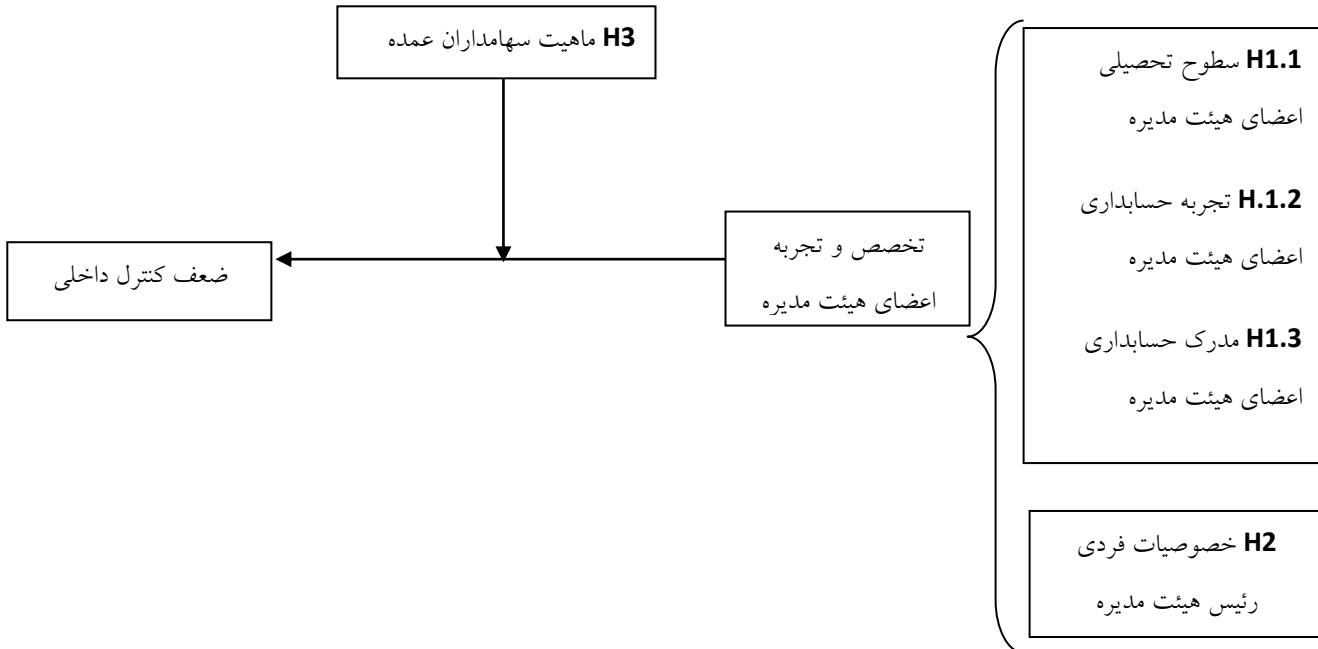 H3 ماهیت سهامداران عمده
H1.1 سطوح تحصیلی
اعضای هیئت مدیره
H.1.2 تجربه حسابداری
اعضای هیئت مدیره
H1.3 مدرک حسابداری
اعضای هیئت مدیره
H2 خصوصیات فردی
رئیس هیئت مدیره
تخصص و تجربه
اعضای هیئت مدیره
ضعف کنترل داخلی